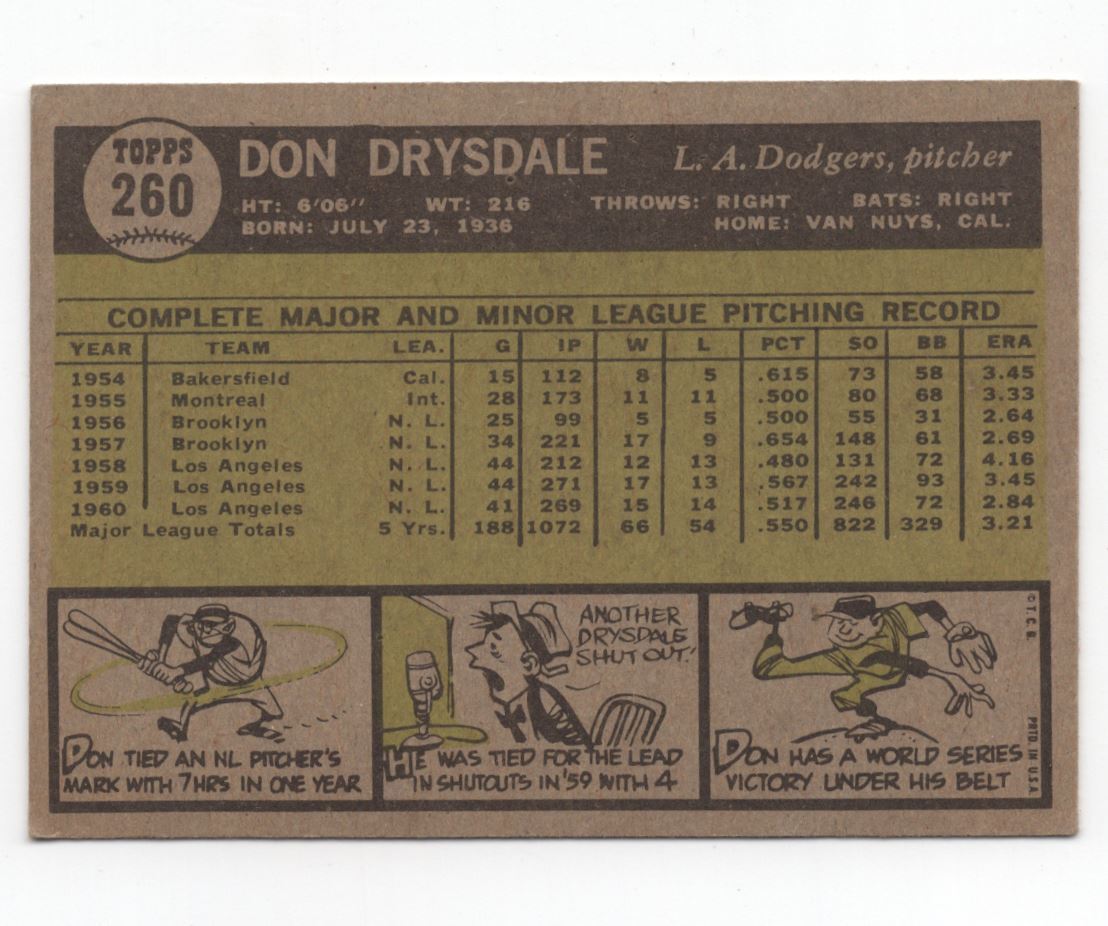 TOPPS
260
DON DRYSDALE L. A. Dodgers, pitcher
HT: 6'06" WT: 216 THROWS: RIGHT BATS: RIGHT
BORN: JULY 23, 1936 HOME: VAN NUYS, CAL.
COMPLETE MAJOR AND MINOR LEAGUE PITCHING RECORD
YEAR TEAM LEA. G IP W L PCT SO BB ERA
1954 Bakersfield Cal. 15 112 8 5 .615 73 58 3.45
1955 Montreal Int. 28 173 11 11 .500 80 68 3.33
1956 Brooklyn N. L. 25 99 5 5 .500 55 31 2.64
1957 Brooklyn N. L. 34 221 17 9 .654 148 61 2.69
1958 Los Angeles N. L. 44 212 12 13 .480 131 72 4.16
1959 Los Angeles N. L. 44 271 17 13 .567 242 93 3.45
1960 Los Angeles N. L. 41 269 15 14 .517 246 72 2.84
Major League Totals 5 Yrs. 188 1072 66 54 .550 822 329 3.21
DON TIED AN NL PITCHER'S
MARK WITH 7HRS IN ONE YEAR
ANOTHER
DRYSDALE
SHUT OUT!
HE WAS TIED FOR THE LEAD
IN SHUTOUTS IN '59 WITH 4
DON HAS A WORLD SERIES
VICTORY UNDER HIS BELT
© T. C. G.
PRTD. IN U.S.A.